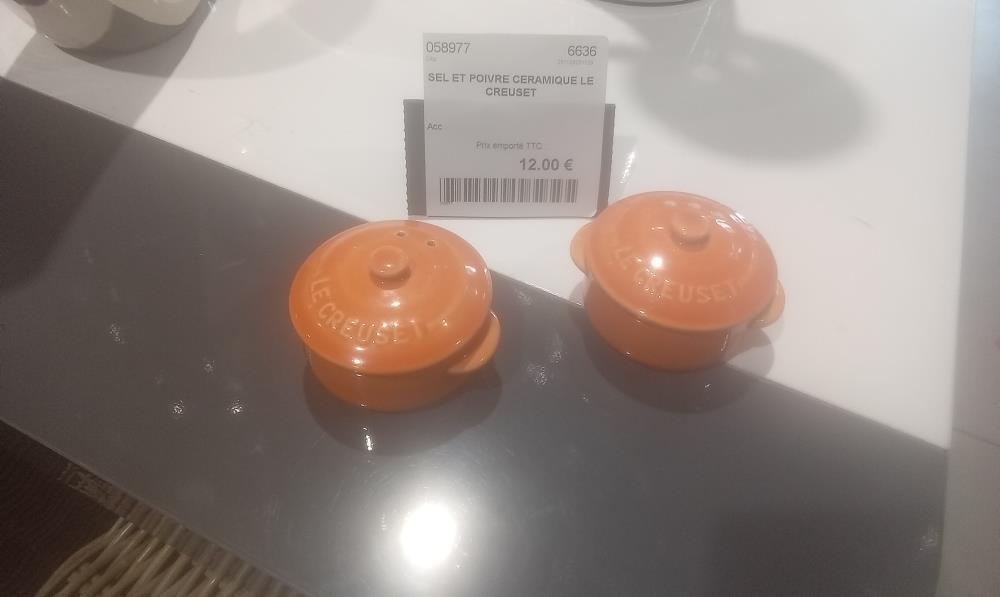 058977 6636
SEL ET POIVRE CERAMIQUE LE
CREUSET
Acc
Prix emporté TTC
12.00 €
LE CREUSET
LE CREUSET